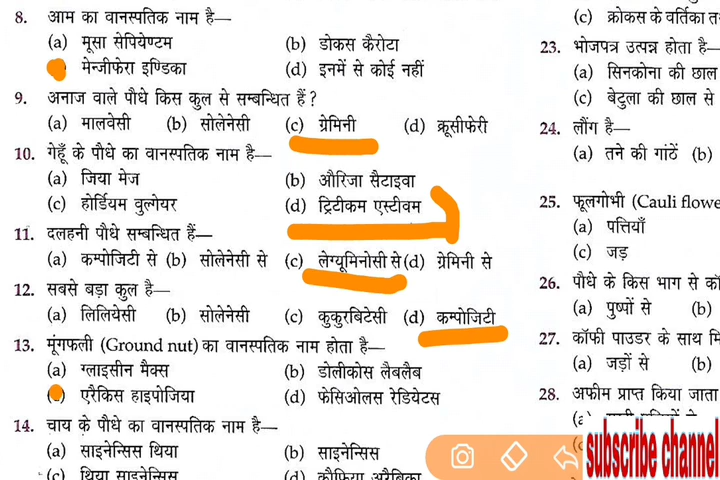 8. आम का वानस्पतिक नाम है—
(a) मूसा सेपियेण्टम (b) डोकस कैरोटा
मेन्जीफेरा इण्डिका (d) इनमें से कोई नहीं
9. अनाज वाले पौधे किस कुल से सम्बन्धित हैं?
(a) मालवेसी (b) सोलेनेसी (c) ग्रेमिनी (d) क्रूसीफेरी
10. गेहूँ के पौधे का वानस्पतिक नाम है—
(a) जिया मेज (b) औरिजा सैटाइवा
(c) होर्डियम वुल्गेयर (d) ट्रिटीकम एस्टीवम
11. दलहनी पौधे सम्बन्धित हैं—
(a) कम्पोजिटी से (b) सोलेनेसी से (c) लेग्यूमिनोसी से (d) ग्रेमिनी से
12. सबसे बड़ा कुल है—
(a) लिलियेसी (b) सोलेनेसी (c) कुकुरबिटेसी (d) कम्पोजिटी
13. मूंगफली (Ground nut) का वानस्पतिक नाम होता है—
(a) ग्लाइसीन मैक्स (b) डोलीकोस लैबलैब
एरैकिस हाइपोजिया (d) फेसिओलस रेडियेटस
14. चाय के पौधे का वानस्पतिक नाम है—
(a) साइनेन्सिस थिया (b) साइनेन्सिस
(c) थिया साइनेन्सिस (d) कौफिया अरैबिका
(c) क्रोकस के वर्तिका
23. भोजपत्र उत्पन्न होता है—
(a) सिनकोना की छाल
(c) बेटुला की छाल से
24. लौंग है—
(a) तने की गांठें (b)
25. फूलगोभी (Cauli flowe
(a) पत्तियाँ
(c) जड़
26. पौधे के किस भाग से
(a) पुष्पों से (b)
27. कॉफी पाउडर के साथ
(a) जड़ों से (b)
28. अफीम प्राप्त किया जाता
subscribe channel